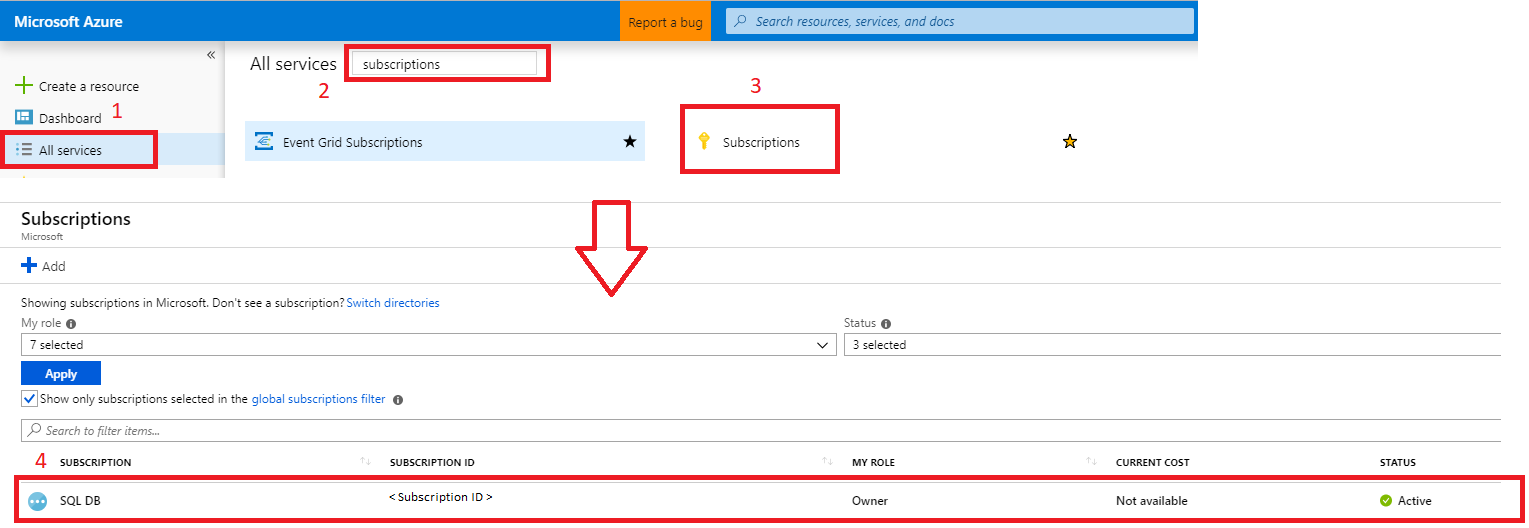 Microsoft Azure Report a bug Search resources, services, and docs
«
All services subscriptions
Create a resource 2 3
Dashboard 1
Event Grid Subscriptions Subscriptions
All services
Subscriptions
Microsoft
Add
Showing subscriptions in Microsoft. Don't see a subscription? Switch directories
My role Status
7 selected 3 selected
Apply
Show only subscriptions selected in the global subscriptions filter
Search to filter items...
4 SUBSCRIPTION SUBSCRIPTION ID MY ROLE CURRENT COST STATUS
SQL DB < Subscription ID > Owner Not available Active